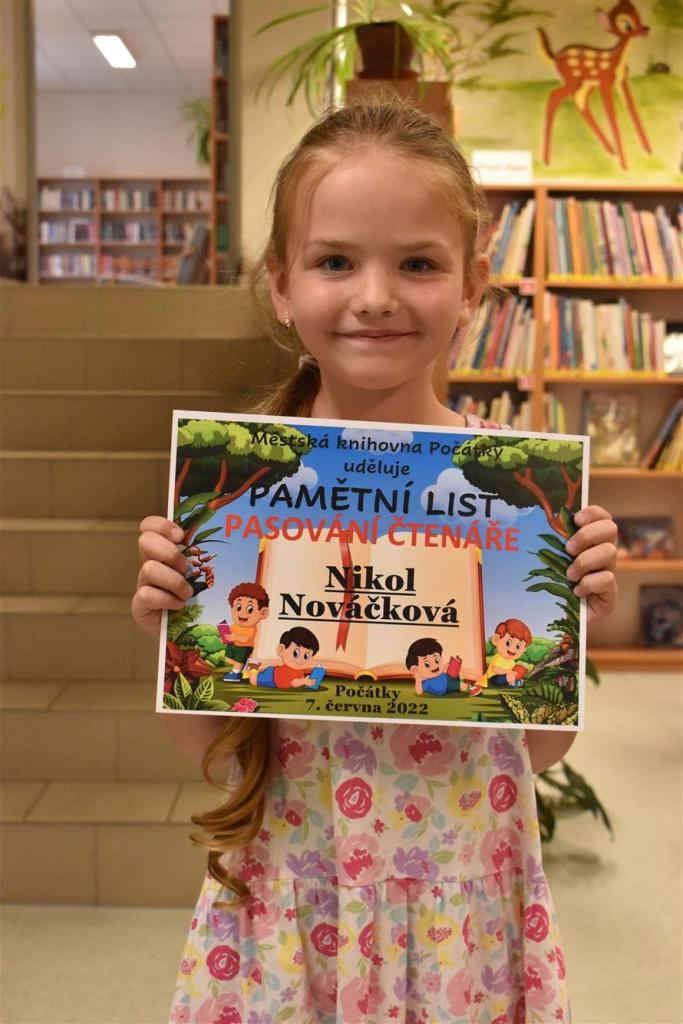 Městská knihovna Počátky
uděluje
PAMĚTNÍ LIST
PASOVÁNÍ ČTENÁŘE
Nikol
Nováčková
Počátky
7. června 2022